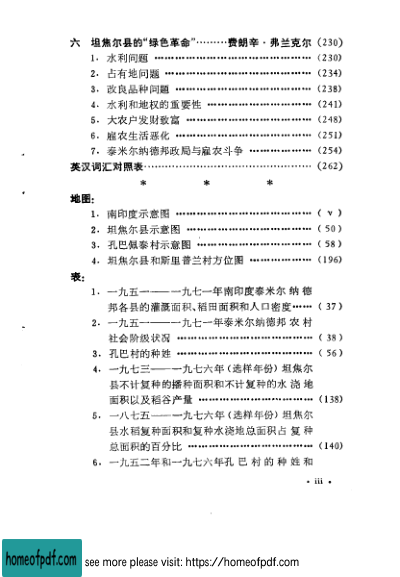 六 坦焦尔县的“绿色革命”………费朗辛·弗兰克尔 (230)
1．水利问题 …………………………………… (230)
2．占有地问题 ………………………………… (234)
3．改良品种问题 ……………………………… (238)
4．水利和地权的重要性 ……………………… (241)
5．大农户发财致富 …………………………… (248)
6．雇农生活恶化 ……………………………… (251)
7．泰米尔纳德邦政局与雇农斗争 …………… (254)
英汉词汇对照表…………………………………… (262)
* * *
地图：
1．南印度示意图 ……………………………… ( v )
2．坦焦尔县示意图 …………………………… ( 50 )
3．孔巴佩泰村示意图 ………………………… ( 58 )
4．坦焦尔县和斯里普兰村方位图 …………… (196)
表：
1．一九五一——一九七一年南印度泰米尔纳德
邦各县的灌溉面积、稻田面积和人口密度…… ( 37 )
2．一九五一——一九七一年泰米尔纳德邦农村
社会阶级状况 ……………………………… ( 38 )
3．孔巴村的种姓 ……………………………… ( 56 )
4．一九七三——一九七六年（选样年份）坦焦尔
县不计复种的播种面积和不计复种的水浇地
面积以及稻谷产量 ………………………… (138)
5．一八七五——一九七六年（选样年份）坦焦尔
县水稻复种面积和复种水浇地总面积占复种
总面积的百分比 …………………………… (140)
6．一九五二年和一九七六年孔巴村的种姓和
· iii ·
homeofpdf.com
see more please visit: https://homeofpdf.com